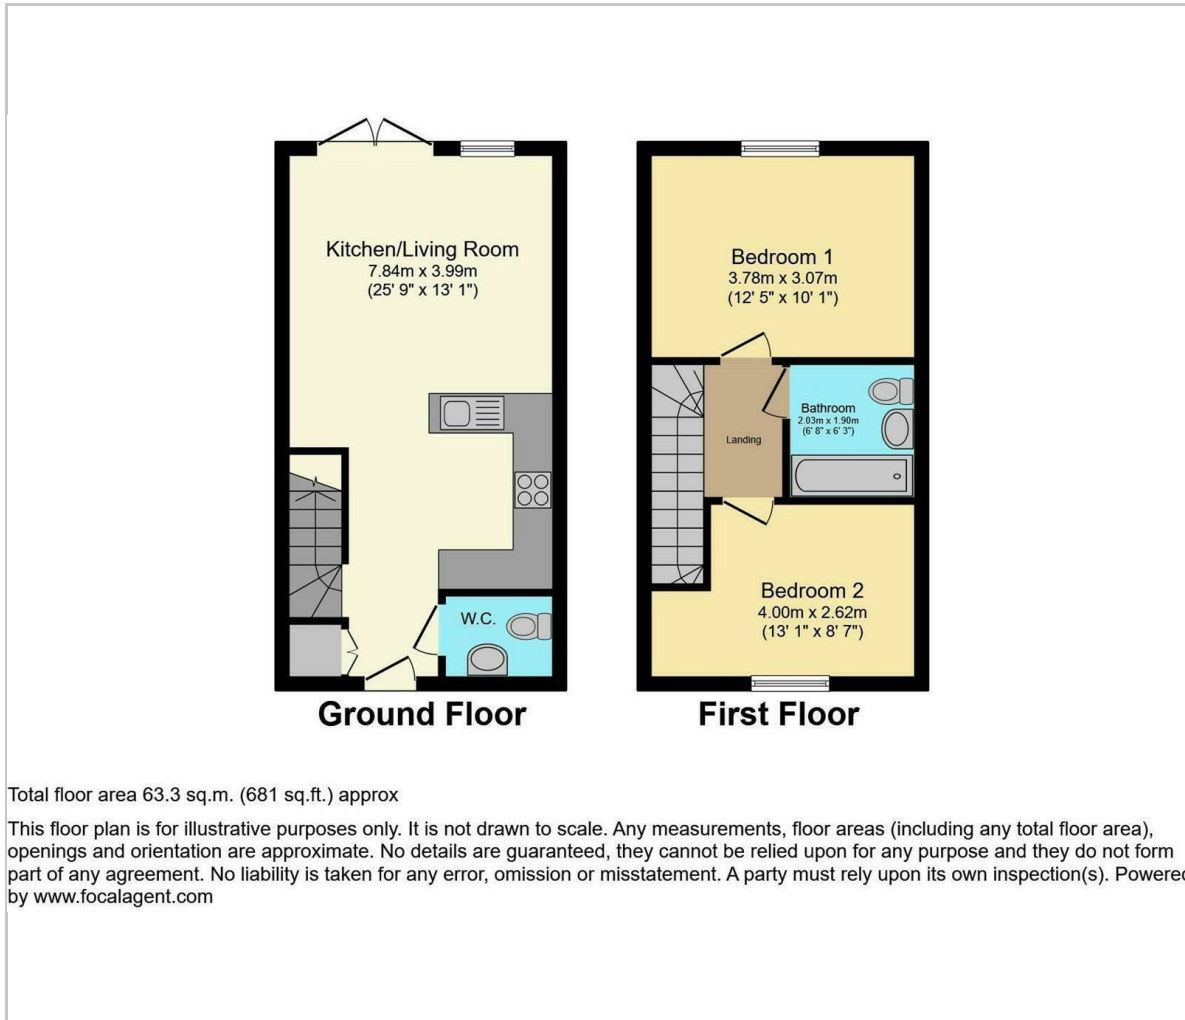 Kitchen/Living Room
7.84m x 3.99m
(25' 9" x 13' 1")
W.C.
Ground Floor
Bedroom 1
3.78m x 3.07m
(12' 5" x 10' 1")
Bathroom
2.03m x 1.90m
(6' 8" x 6' 3")
Landing
Bedroom 2
4.00m x 2.62m
(13' 1" x 8' 7")
First Floor
Total floor area 63.3 sq.m. (681 sq.ft.) approx
This floor plan is for illustrative purposes only. It is not drawn to scale. Any measurements, floor areas (including any total floor area),
openings and orientation are approximate. No details are guaranteed, they cannot be relied upon for any purpose and they do not form
part of any agreement. No liability is taken for any error, omission or misstatement. A party must rely upon its own inspection(s). Powered
by www.focalagent.com